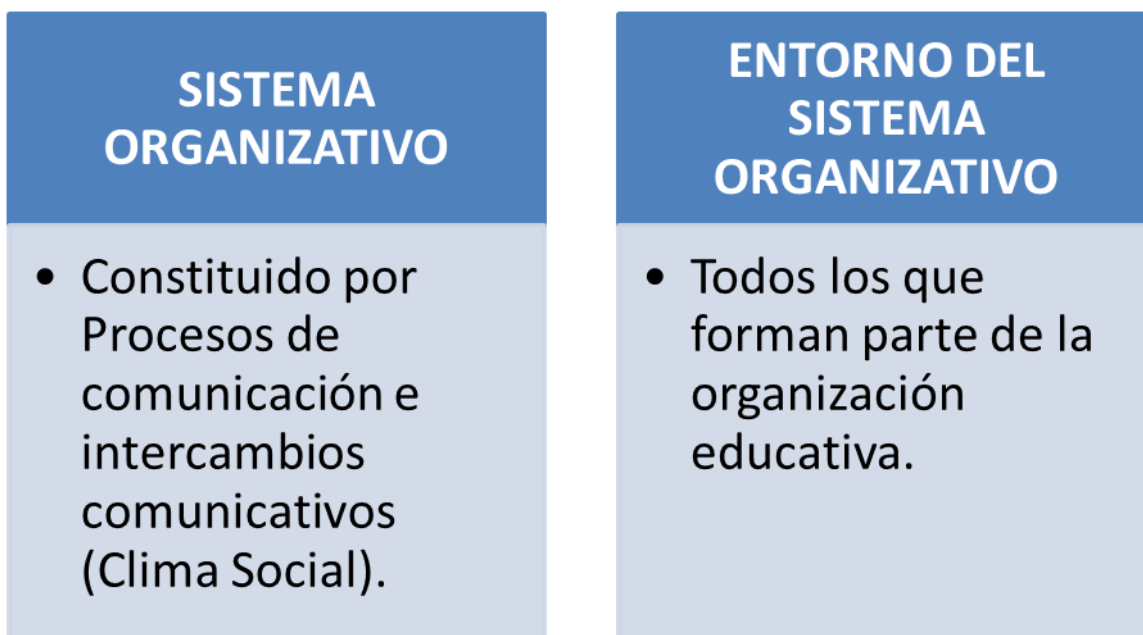 SISTEMA
ORGANIZATIVO
• Constituido por
Procesos de
comunicación e
intercambios
comunicativos
(Clima Social).
ENTORNO DEL
SISTEMA
ORGANIZATIVO
• Todos los que
forman parte de la
organización
educativa.